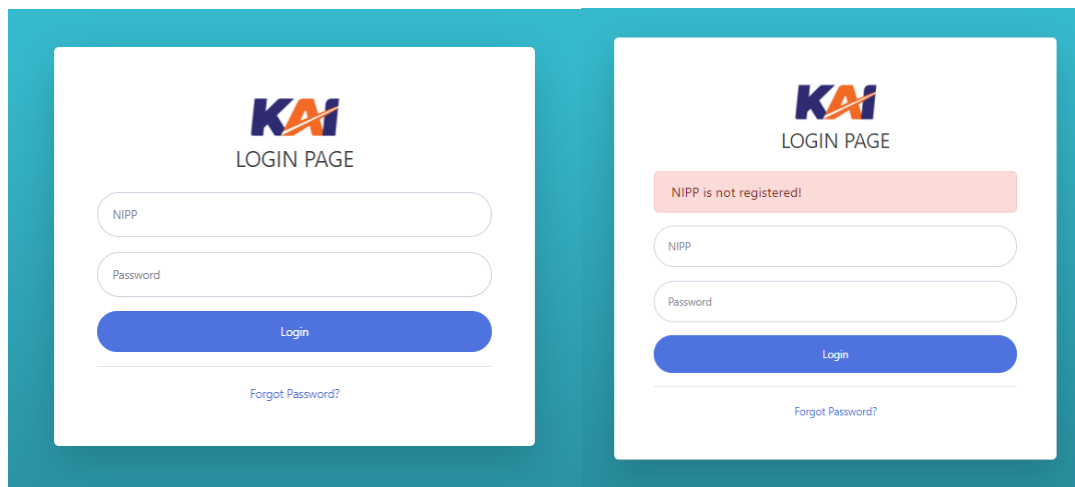 KAI
LOGIN PAGE
NIPP
Password
Login
Forgot Password?
KAI
LOGIN PAGE
NIPP is not registered!
NIPP
Password
Login
Forgot Password?